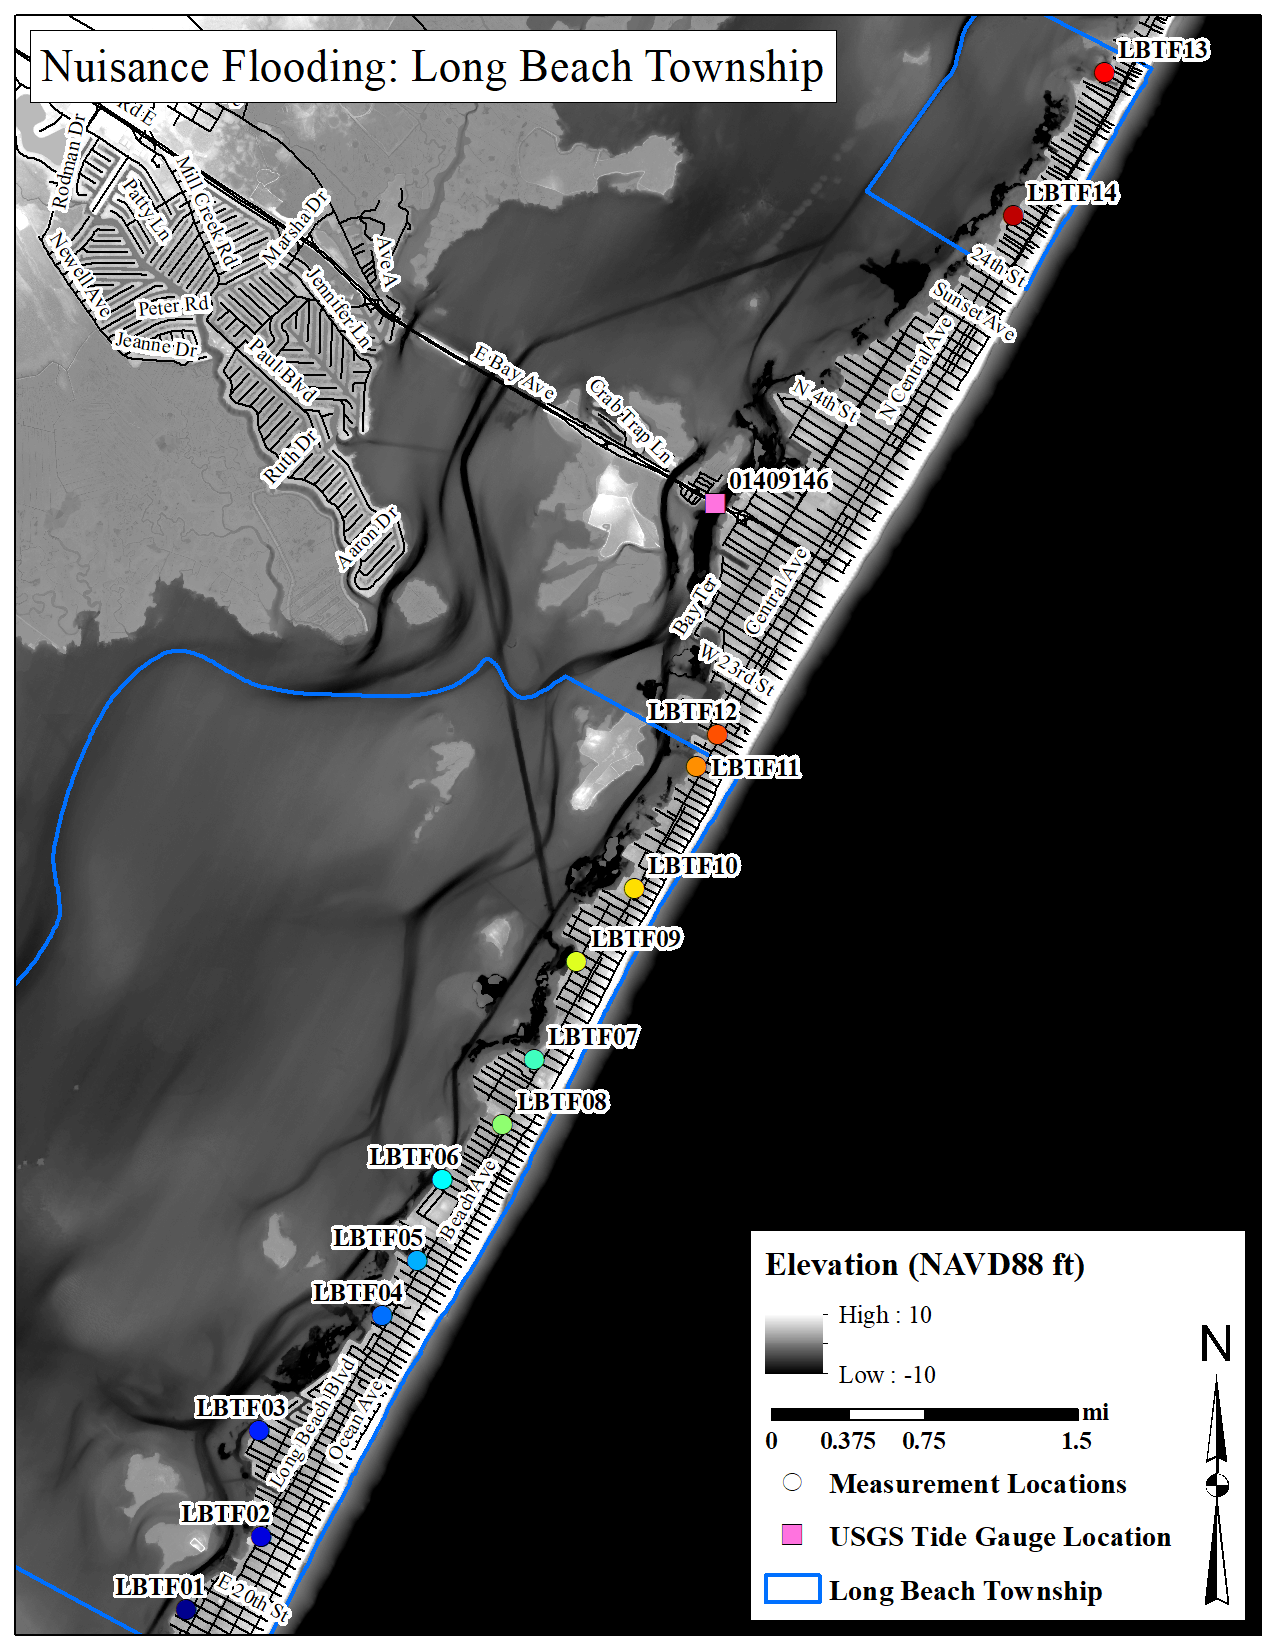 Nuisance Flooding: Long Beach Township
LBTF13
Rd E
Rodman Dr
Patty Ln
Mill Creek Rd
Marsha Dr
LBTF14
Newell Ave
Ave A
24th St
Peter Rd
Jennifer Ln
Sunset Ave
Jeanne Dr
Paul Blvd
E Bay Ave
N Central Ave
Crab Trap Ln
N 4th St
Ruth Dr
01409146
Aaron Dr
Bay Ter
Central Ave
W 23rd St
LBTF12
LBTF11
LBTF10
LBTF09
LBTF07
LBTF08
LBTF06
Beach Ave
LBTF05
LBTF04
LBTF03
Long Beach Blvd
Ocean Ave
LBTF02
LBTF01
E 20th St
Elevation (NAVD88 ft)
High : 10
Low : -10
N
mi
0 0.375 0.75 1.5
Measurement Locations
USGS Tide Gauge Location
Long Beach Township